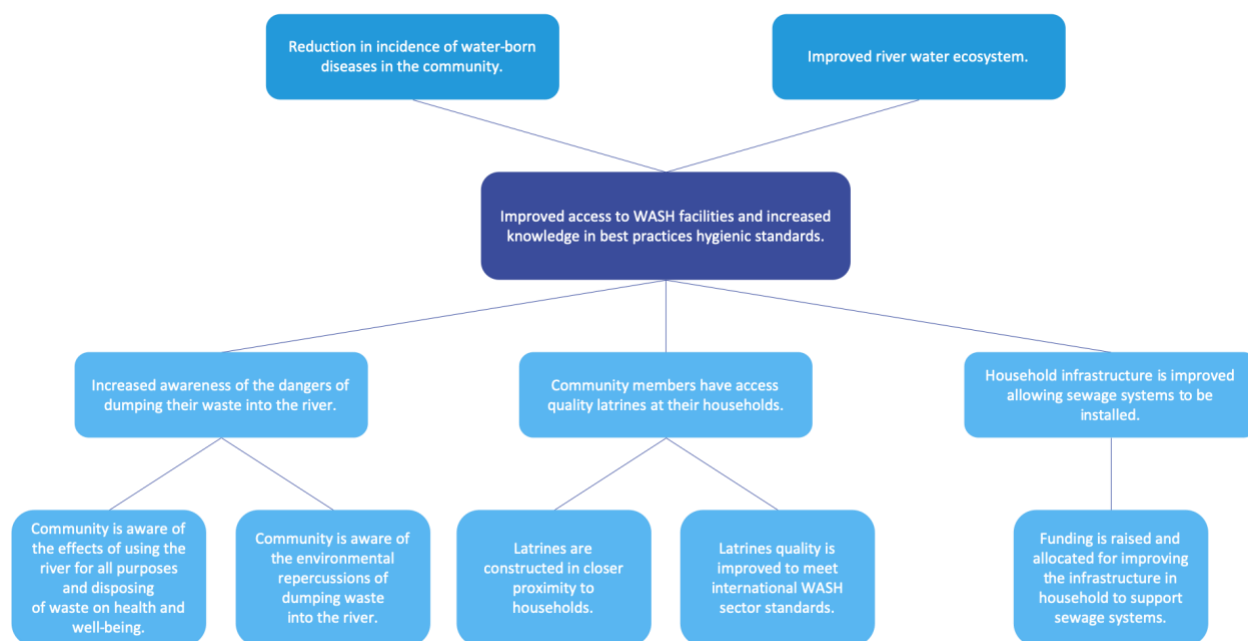 Reduction in incidence of water-born
diseases in the community.
Improved river water ecosystem.
Improved access to WASH facilities and increased
knowledge in best practices hygienic standards.
Increased awareness of the dangers of
dumping their waste into the river.
Community members have access
quality latrines at their households.
Household infrastructure is improved
allowing sewage systems to be
installed.
Community is aware of
the effects of using the
river for all purposes
and disposing
of waste on health and
well-being.
Community is aware of
the environmental
repercussions of
dumping waste
into the river.
Latrines are
constructed in closer
proximity to
households.
Latrines quality is
improved to meet
international WASH
sector standards.
Funding is raised and
allocated for improving
the infrastructure in
household to support
sewage systems.